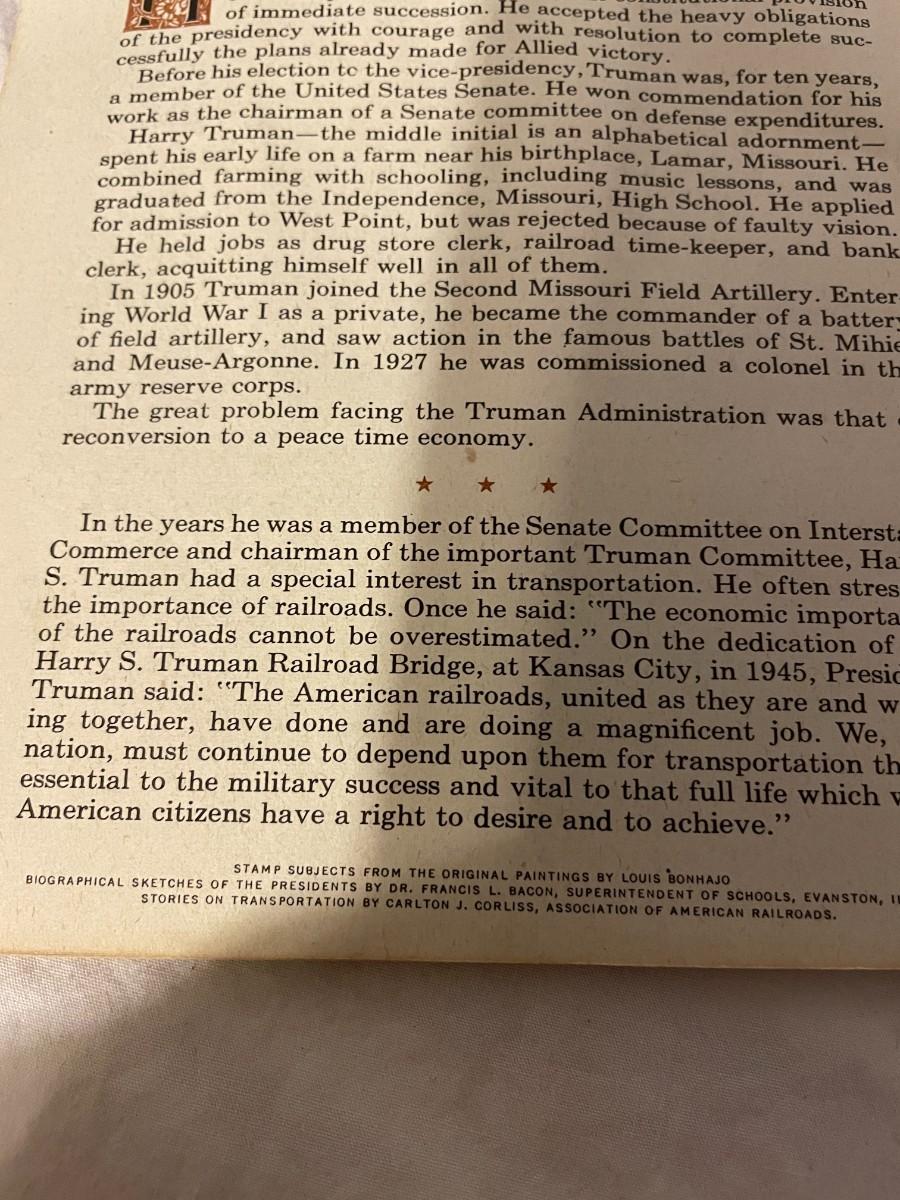 of immediate succession. He accepted the heavy obligations
of the presidency with courage and with resolution to complete suc-
cessfully the plans already made for Allied victory.
Before his election to the vice-presidency, Truman was, for ten years,
a member of the United States Senate. He won commendation for his
work as the chairman of a Senate committee on defense expenditures.
Harry Truman—the middle initial is an alphabetical adornment—
spent his early life on a farm near his birthplace, Lamar, Missouri. He
combined farming with schooling, including music lessons, and was
graduated from the Independence, Missouri, High School. He applied
for admission to West Point, but was rejected because of faulty vision.
He held jobs as drug store clerk, railroad time-keeper, and bank
clerk, acquitting himself well in all of them.
In 1905 Truman joined the Second Missouri Field Artillery. Enter
ing World War I as a private, he became the commander of a battery
of field artillery, and saw action in the famous battles of St. Mihie
and Meuse-Argonne. In 1927 he was commissioned a colonel in th
army reserve corps.
The great problem facing the Truman Administration was that
reconversion to a peace time economy.
★ ★ ★
In the years he was a member of the Senate Committee on Interst
Commerce and chairman of the important Truman Committee, Ha
S. Truman had a special interest in transportation. He often stres
the importance of railroads. Once he said: "The economic importa
of the railroads cannot be overestimated." On the dedication of
Harry S. Truman Railroad Bridge, at Kansas City, in 1945, Presid
Truman said: "The American railroads, united as they are and w
ing together, have done and are doing a magnificent job. We,
nation, must continue to depend upon them for transportation th
essential to the military success and vital to that full life which
American citizens have a right to desire and to achieve."
STAMP SUBJECTS FROM THE ORIGINAL PAINTINGS BY LOUIS BONHAJO
BIOGRAPHICAL SKETCHES OF THE PRESIDENTS BY DR. FRANCIS L. BACON, SUPERINTENDENT OF SCHOOLS, EVANSTON,
STORIES ON TRANSPORTATION BY CARLTON J. CORLISS, ASSOCIATION OF AMERICAN RAILROADS.